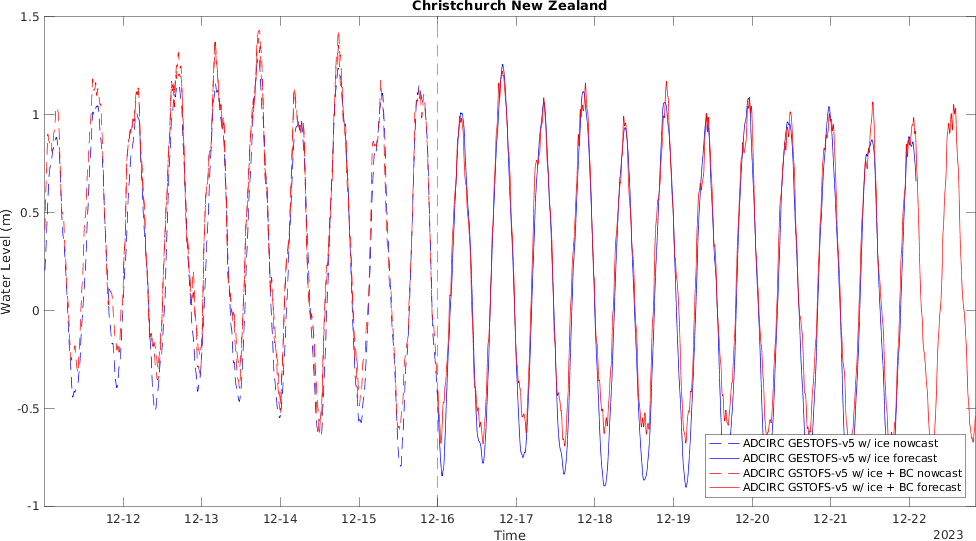 Christchurch New Zealand
1.5
1
0.5
0
-0.5
-1
Water Level (m)
12-12 12-13 12-14 12-15 12-16 12-17 12-18 12-19 12-20 12-21 12-22
Time
2023
ADCIRC GESTOFS-v5 w/ ice nowcast
ADCIRC GESTOFS-v5 w/ ice forecast
ADCIRC GSTOFS-v5 w/ ice + BC nowcast
ADCIRC GSTOFS-v5 w/ ice + BC forecast